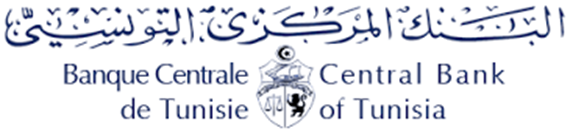 البنك المركزي التونسي
Banque Centrale
de Tunisie
Central Bank
of Tunisia